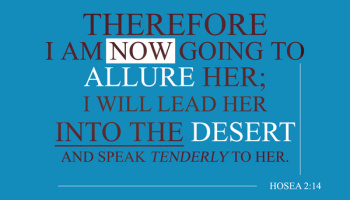 THEREFORE
I AM NOW GOING TO
ALLURE HER;
I WILL LEAD HER
INTO THE DESERT
AND SPEAK TENDERLY TO HER.
HOSEA 2:14